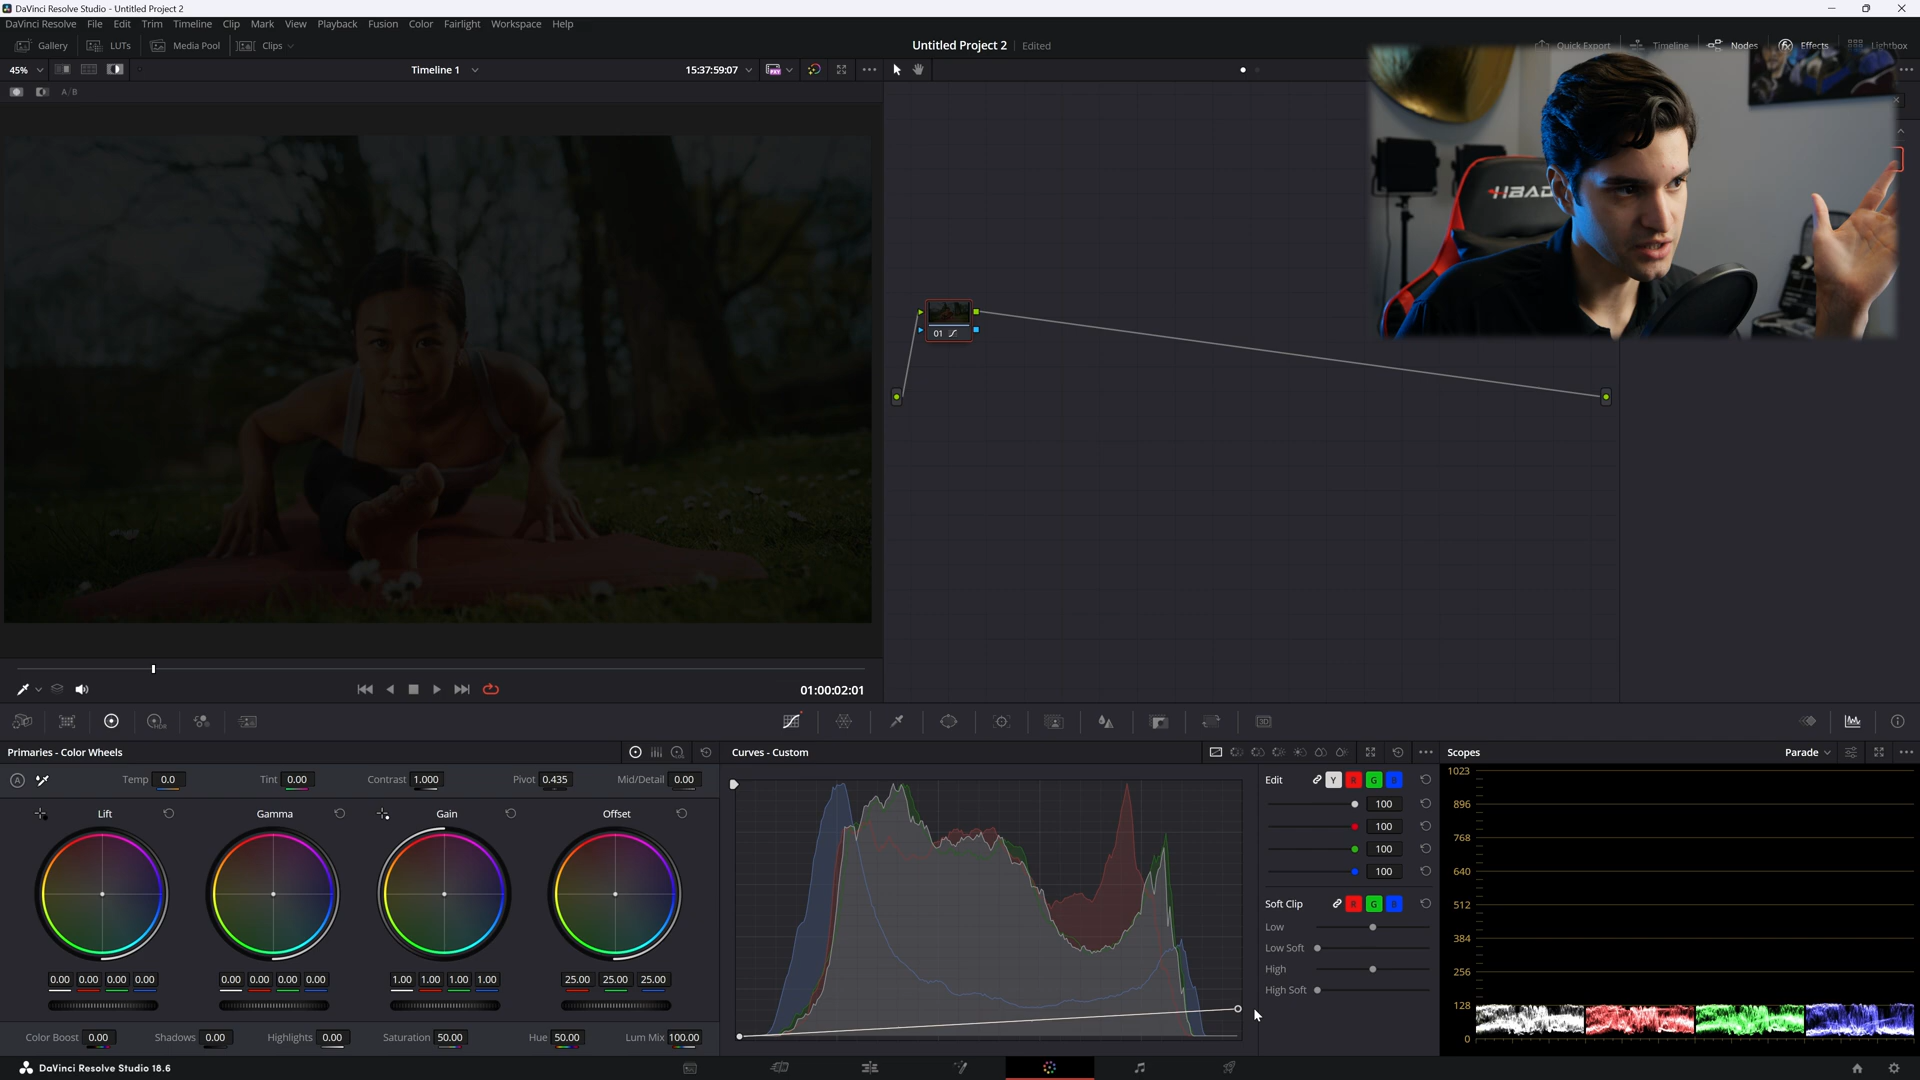 DaVinci Resolve Studio - Untitled Project 2
DaVinci Resolve File Edit Trim Timeline Clip Mark View Playback Fusion Color Fairlight Workspace Help
Gallery LUTs Media Pool Clips Untitled Project 2 Edited Quick Export Timeline Nodes Effects Lightbox
45% Timeline 1 15:37:59:07
A/B
HBAD
01
01:00:02:01
HDR
3D
Primaries - Color Wheels Curves - Custom Scopes Parade
A Temp 0.0 Tint 0.00 Contrast 1.000 Pivot 0.435 Mid/Detail 0.00
Lift Gamma Gain Offset
0.00 0.00 0.00 0.00 0.00 0.00 0.00 0.00 1.00 1.00 1.00 1.00 25.00 25.00 25.00
Color Boost 0.00 Shadows 0.00 Highlights 0.00 Saturation 50.00 Hue 50.00 Lum Mix 100.00
Edit Y R G B
100
100
100
100
Soft Clip R G B
Low
Low Soft
High
High Soft
1023
896
768
640
512
384
256
128
0
DaVinci Resolve Studio 18.6